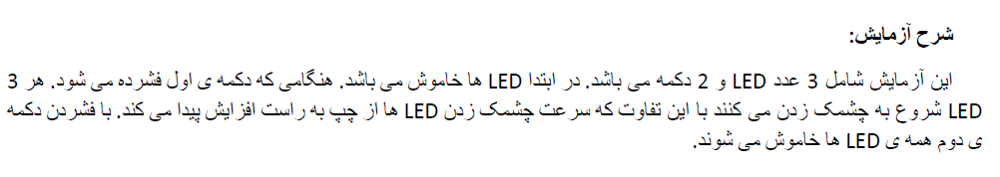 شرح آزمایش:
این آزمایش شامل 3 عدد LED و 2 دکمه می باشد. در ابتدا LED ها خاموش می باشد. هنگامی که دکمه ی اول فشرده می شود. هر 3
LED شروع به چشمک زدن می کنند با این تفاوت که سرعت چشمک زدن LED ها از چپ به راست افزایش پیدا می کند. با فشردن دکمه
ی دوم همه ی LED ها خاموش می شوند.